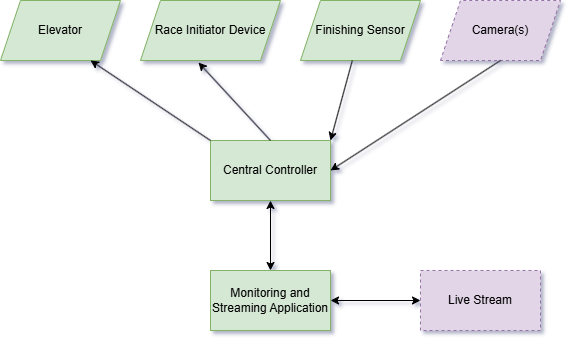 Elevator
Race Initiator Device
Finishing Sensor
Camera(s)
Central Controller
Monitoring and
Streaming Application
Live Stream